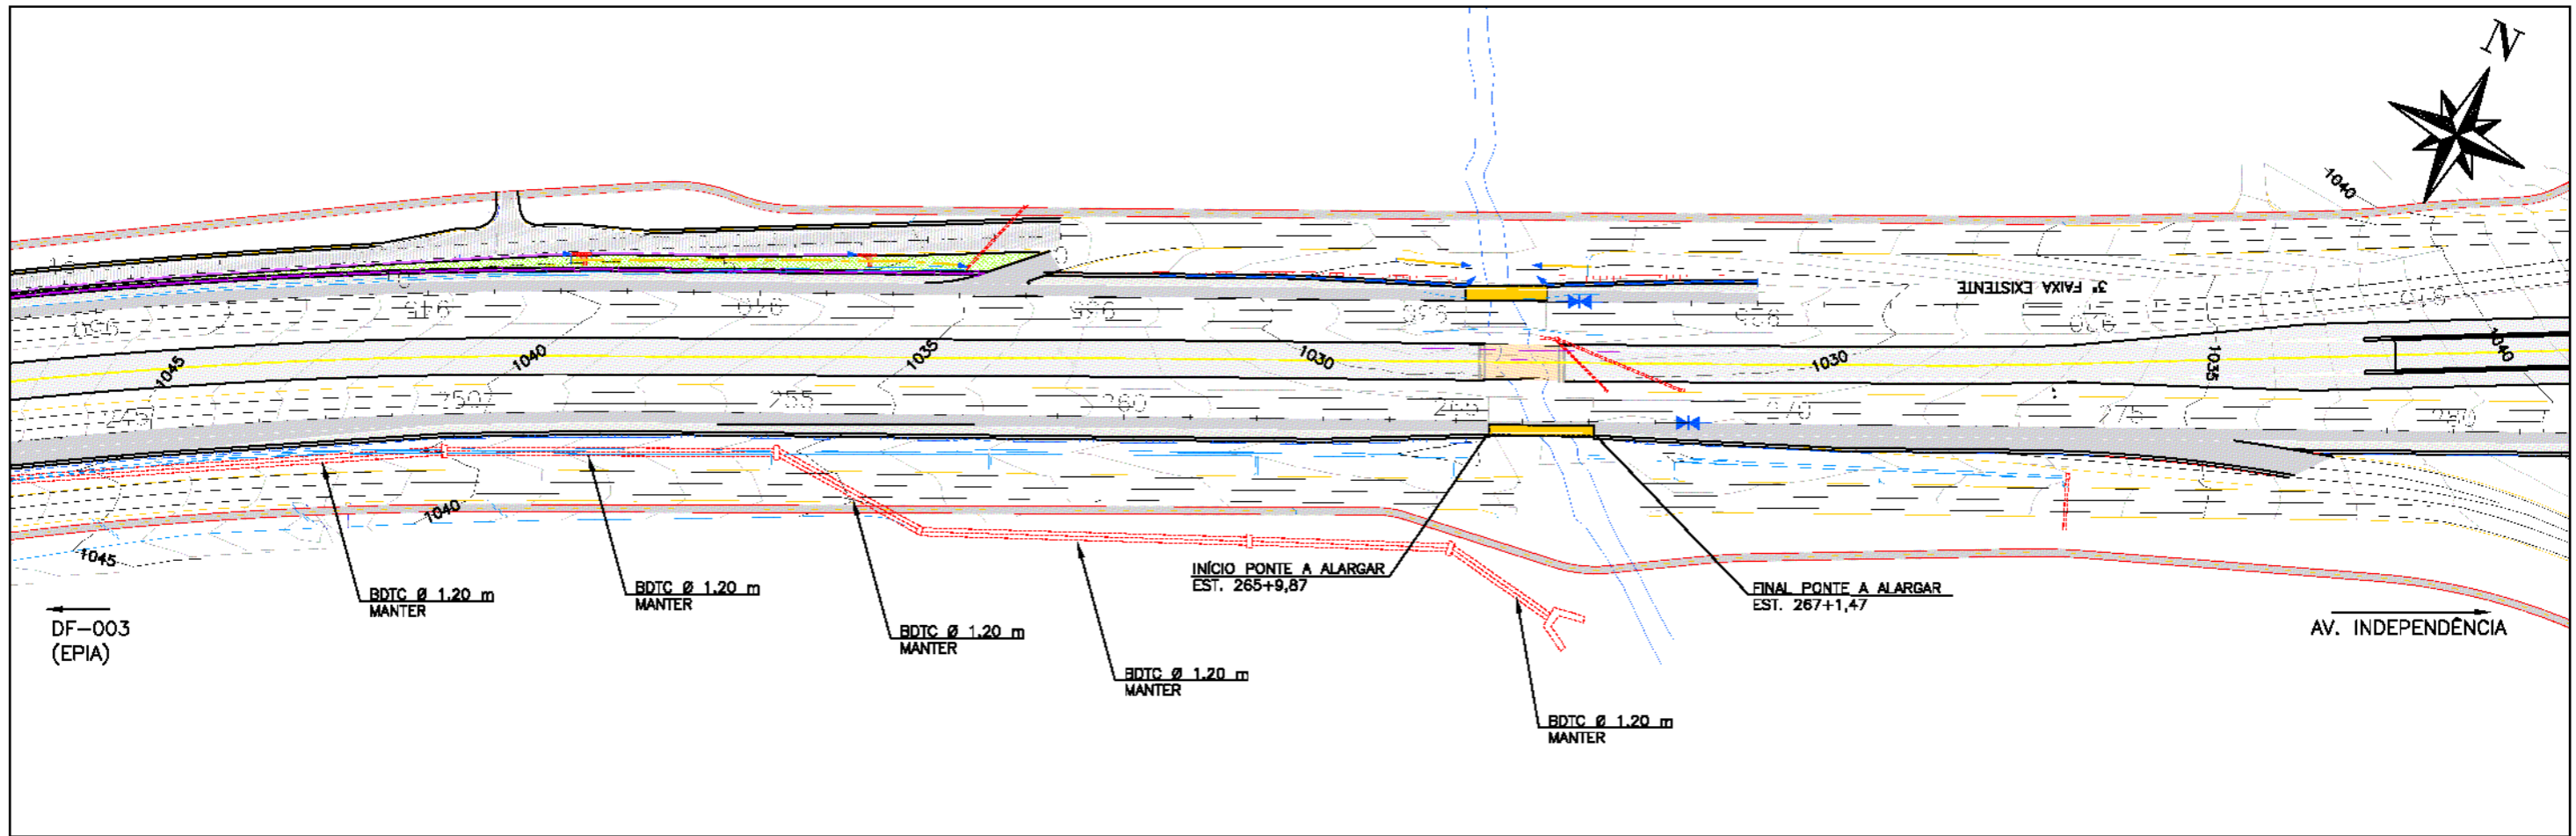 N
1040
3ª FAIXA EXISTENTE
1045
1040
1035
1030
1030
1035
1040
245
250
255
260
265
270
275
280
1040
1045
BDTC Ø 1.20 m
MANTER
BDTC Ø 1.20 m
MANTER
BDTC Ø 1.20 m
MANTER
BDTC Ø 1.20 m
MANTER
BDTC Ø 1.20 m
MANTER
INÍCIO PONTE A ALARGAR
EST. 265+9,87
FINAL PONTE A ALARGAR
EST. 267+1,47
DF-003
(EPIA)
AV. INDEPENDÊNCIA